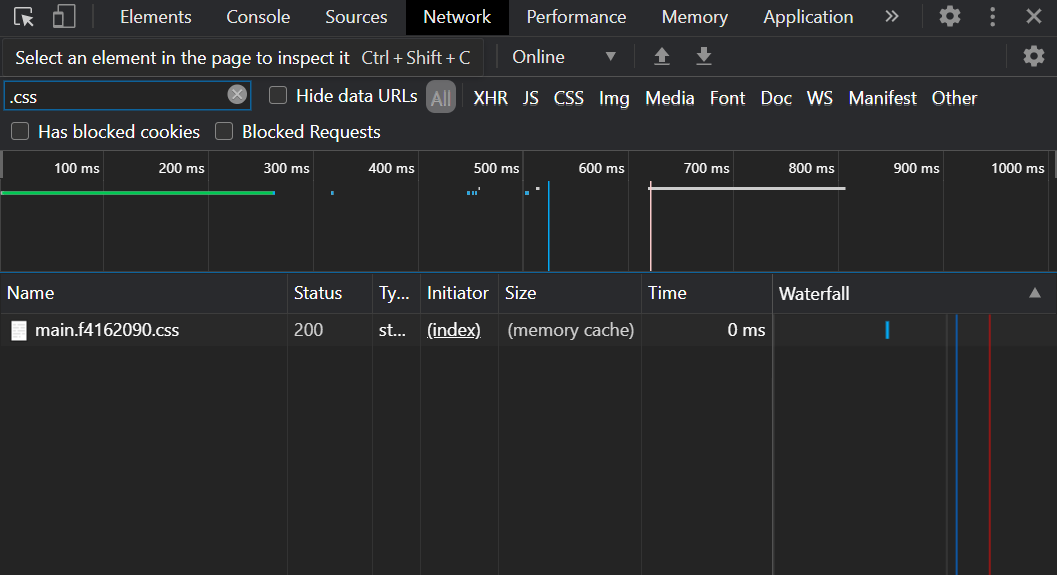 Elements Console Sources Network Performance Memory Application
Select an element in the page to inspect it Ctrl + Shift + C Online
.css Hide data URLs All XHR JS CSS Img Media Font Doc WS Manifest Other
Has blocked cookies Blocked Requests
100 ms 200 ms 300 ms 400 ms 500 ms 600 ms 700 ms 800 ms 900 ms 1000 ms
Name Status Ty... Initiator Size Time Waterfall
main.f4162090.css 200 st... (index) (memory cache) 0 ms